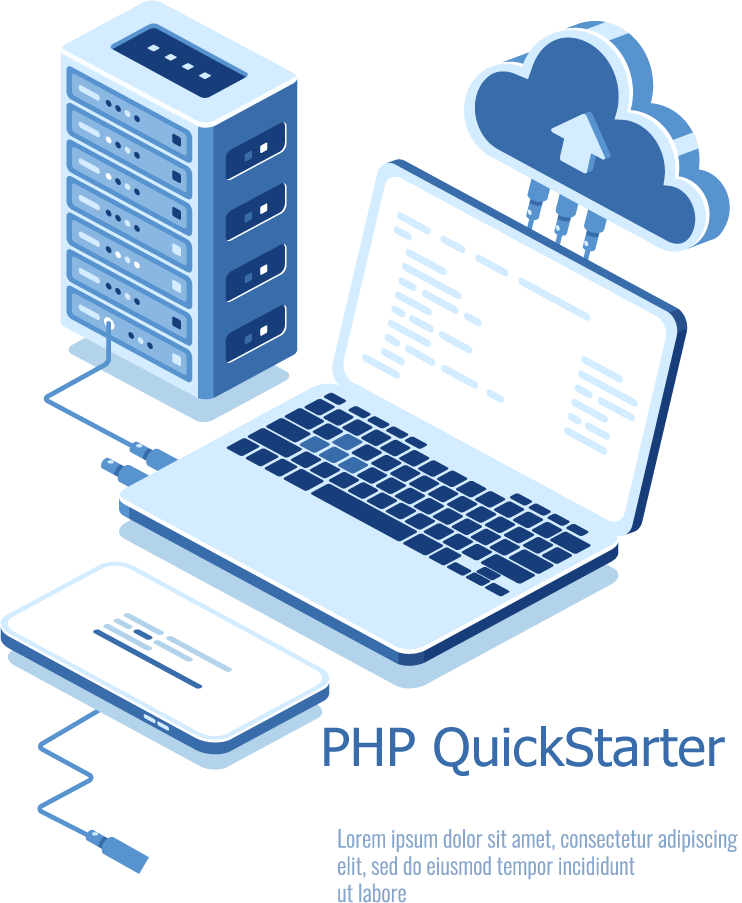 PHP QuickStarter
Lorem ipsum dolor sit amet, consectetur adipiscing
elit, sed do eiusmod tempor incididunt
ut labore